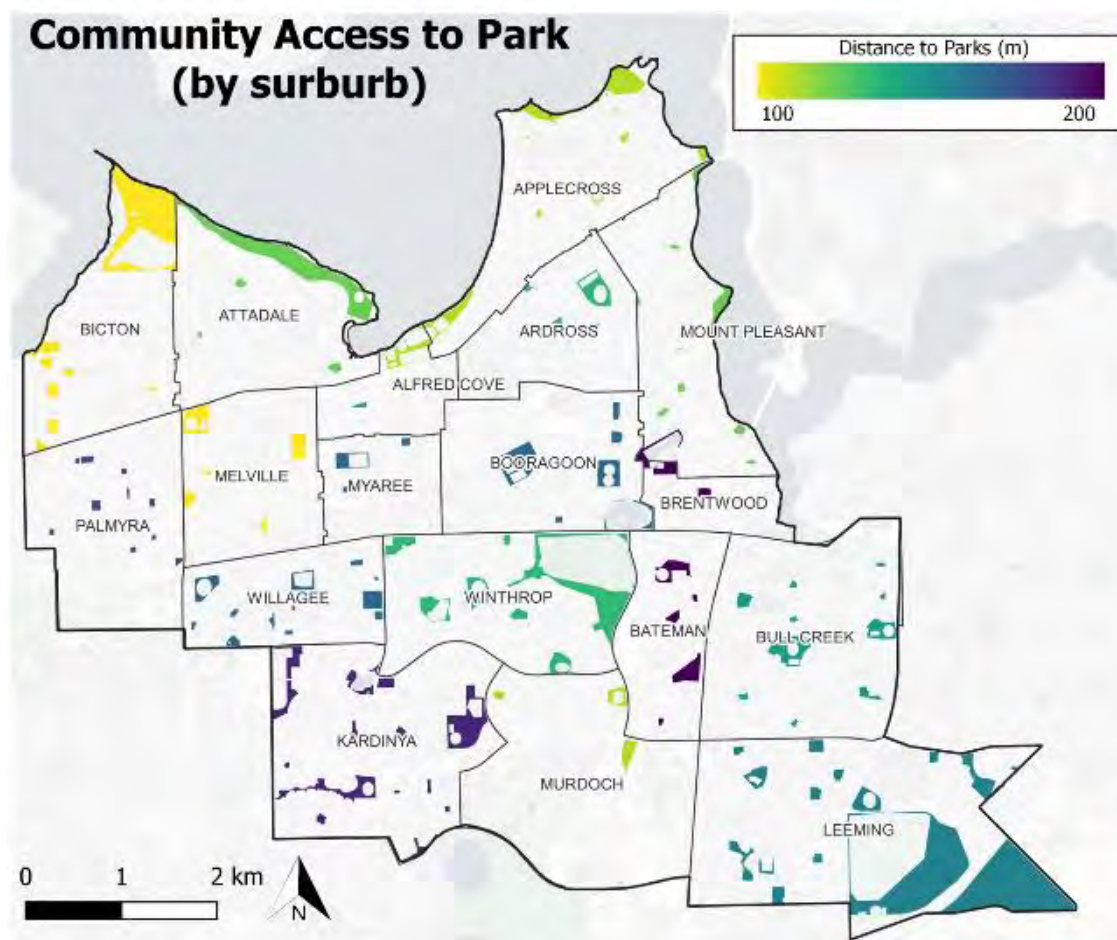 Community Access to Park
(by surburb)
Distance to Parks (m)
100 200
APPLECROSS
BICTON
ATTADALE
ARDROSS
MOUNT PLEASANT
ALFRED COVE
MELVILLE
MYAREE
BOORAGOON
BRENTWOOD
PALMYRA
WILLAGEE
WINTHROP
BATEMAN
BULL CREEK
KARDINYA
MURDOCH
LEEMING
0 1 2 km
N